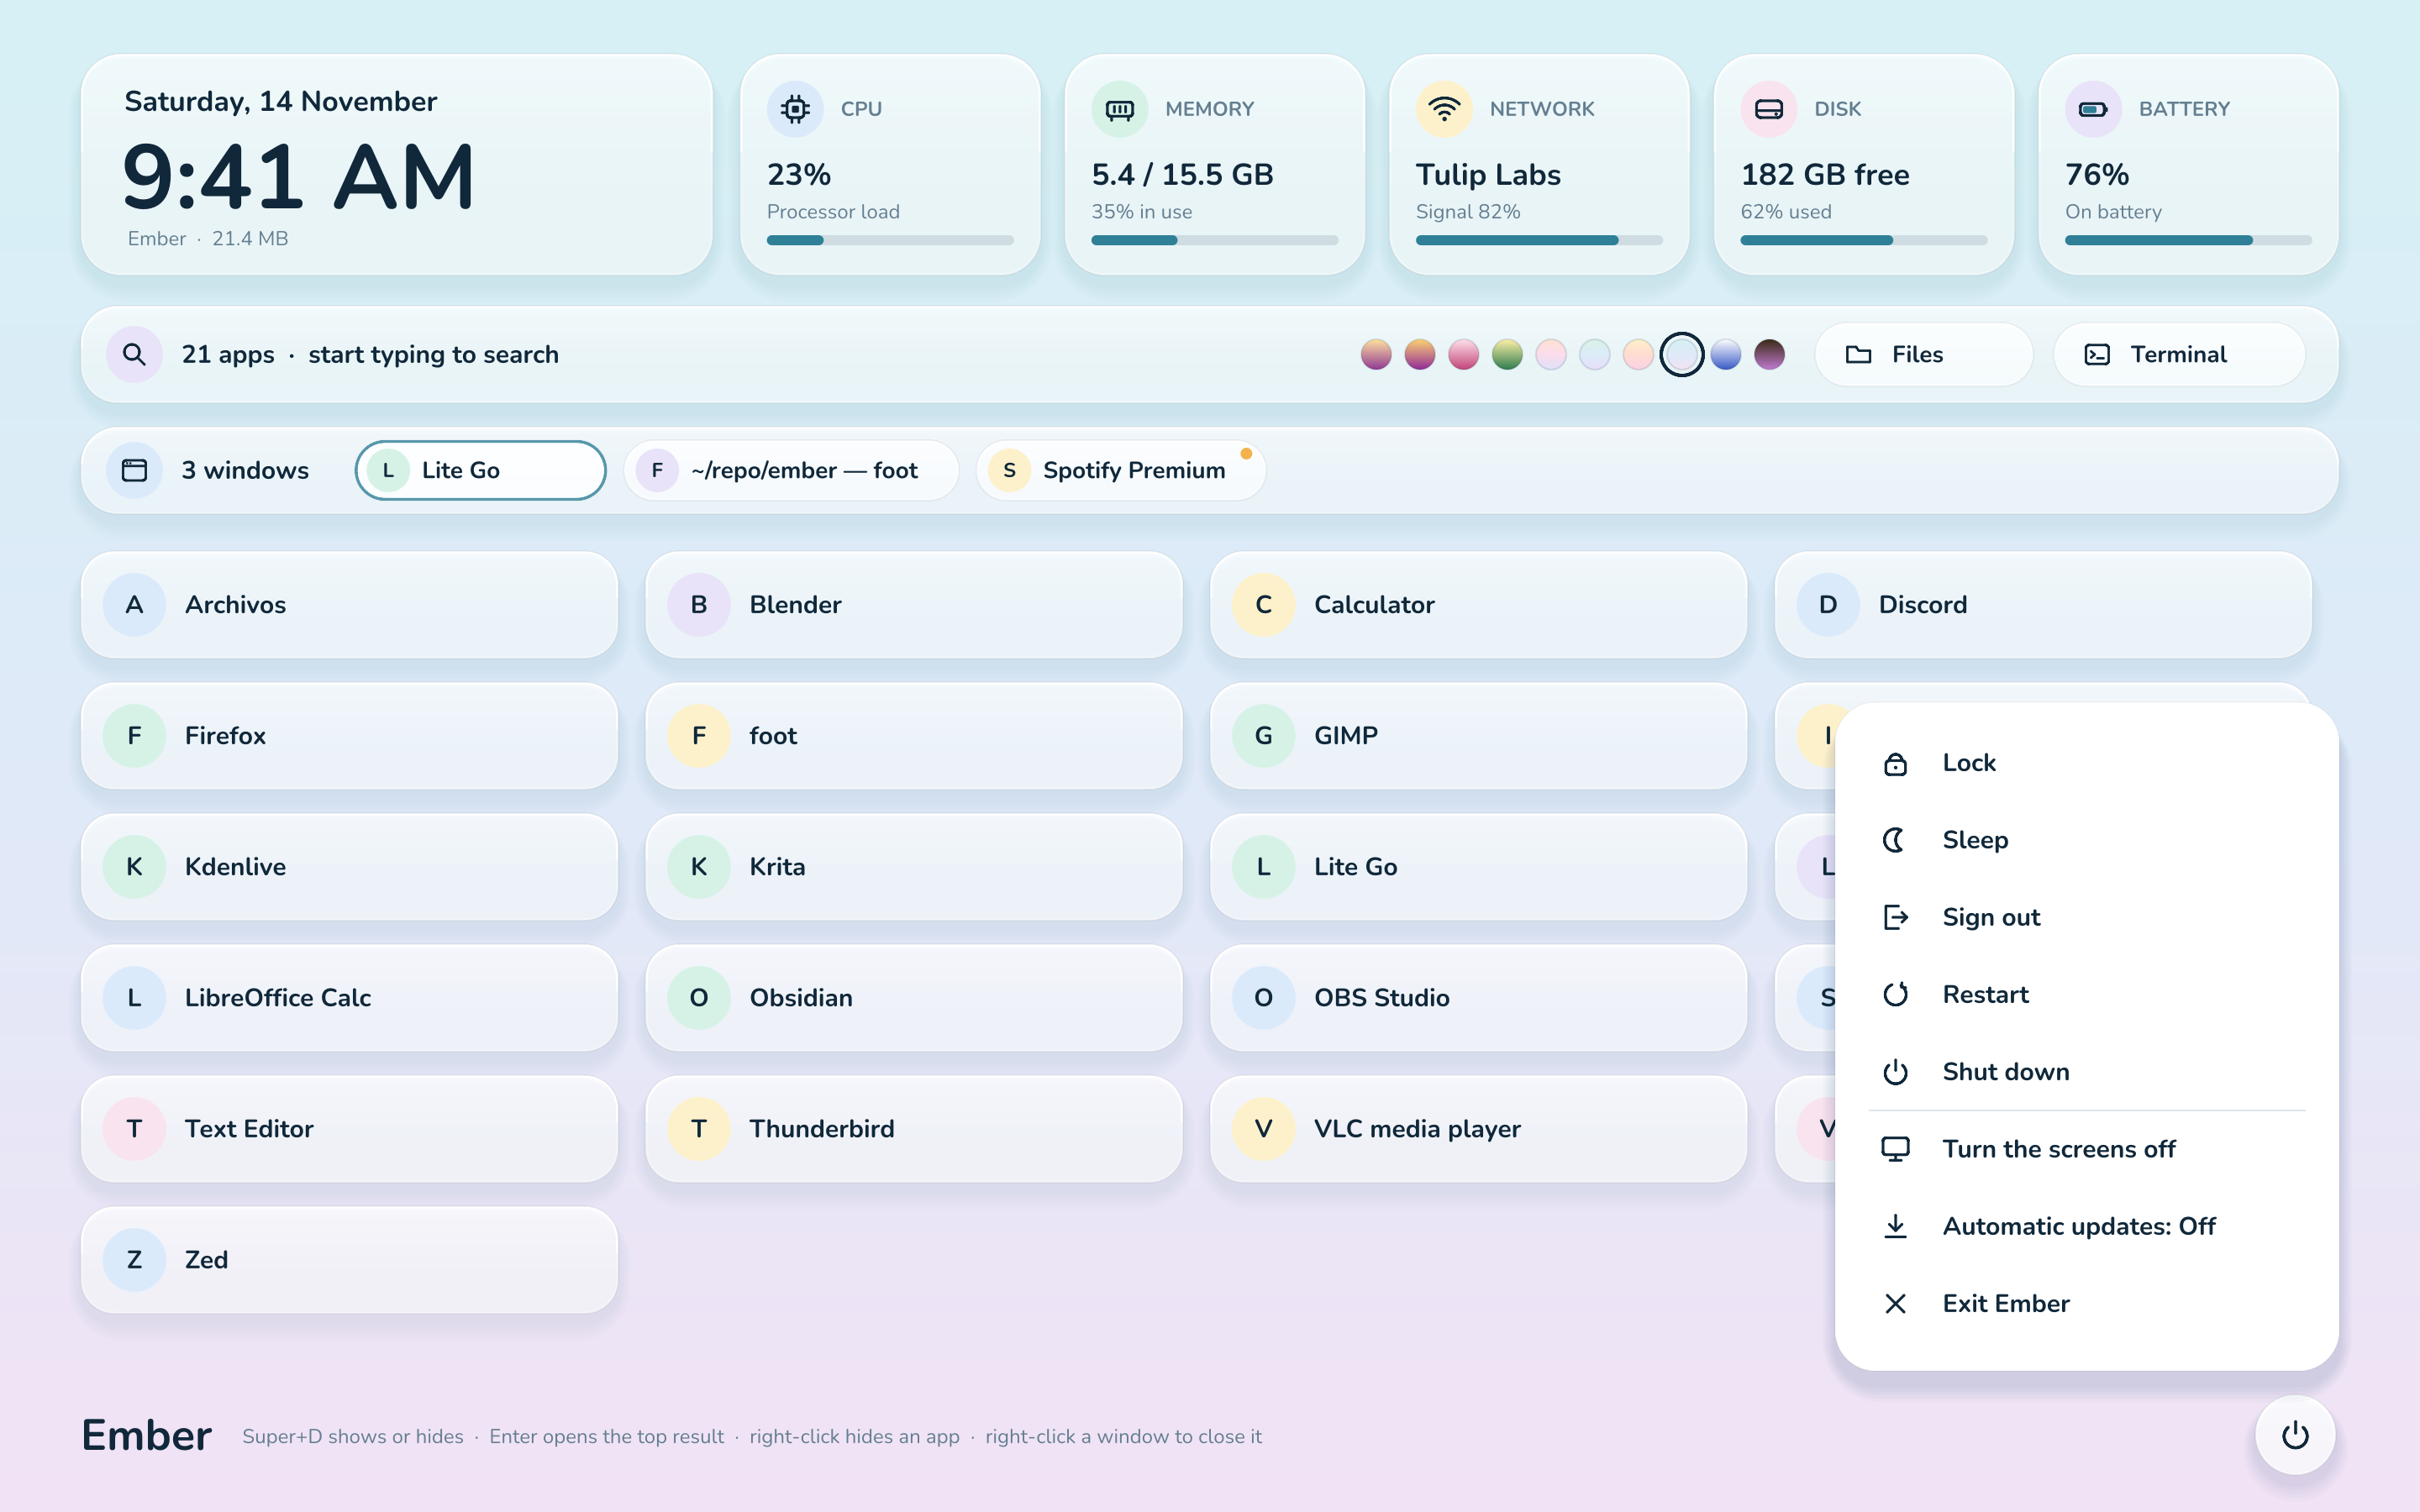 Saturday, 14 November
9:41 AM
Ember · 21.4 MB
CPU
23%
Processor load
MEMORY
5.4 / 15.5 GB
35% in use
NETWORK
Tulip Labs
Signal 82%
DISK
182 GB free
62% used
BATTERY
76%
On battery
21 apps · start typing to search
Files
Terminal
3 windows
L Lite Go
F ~/repo/ember — foot
S Spotify Premium
A Archivos
B Blender
C Calculator
D Discord
F Firefox
F foot
G GIMP
I
K Kdenlive
K Krita
L Lite Go
L
L LibreOffice Calc
O Obsidian
O OBS Studio
S
T Text Editor
T Thunderbird
V VLC media player
V
Z Zed
Lock
Sleep
Sign out
Restart
Shut down
Turn the screens off
Automatic updates: Off
Exit Ember
Ember
Super+D shows or hides · Enter opens the top result · right-click hides an app · right-click a window to close it